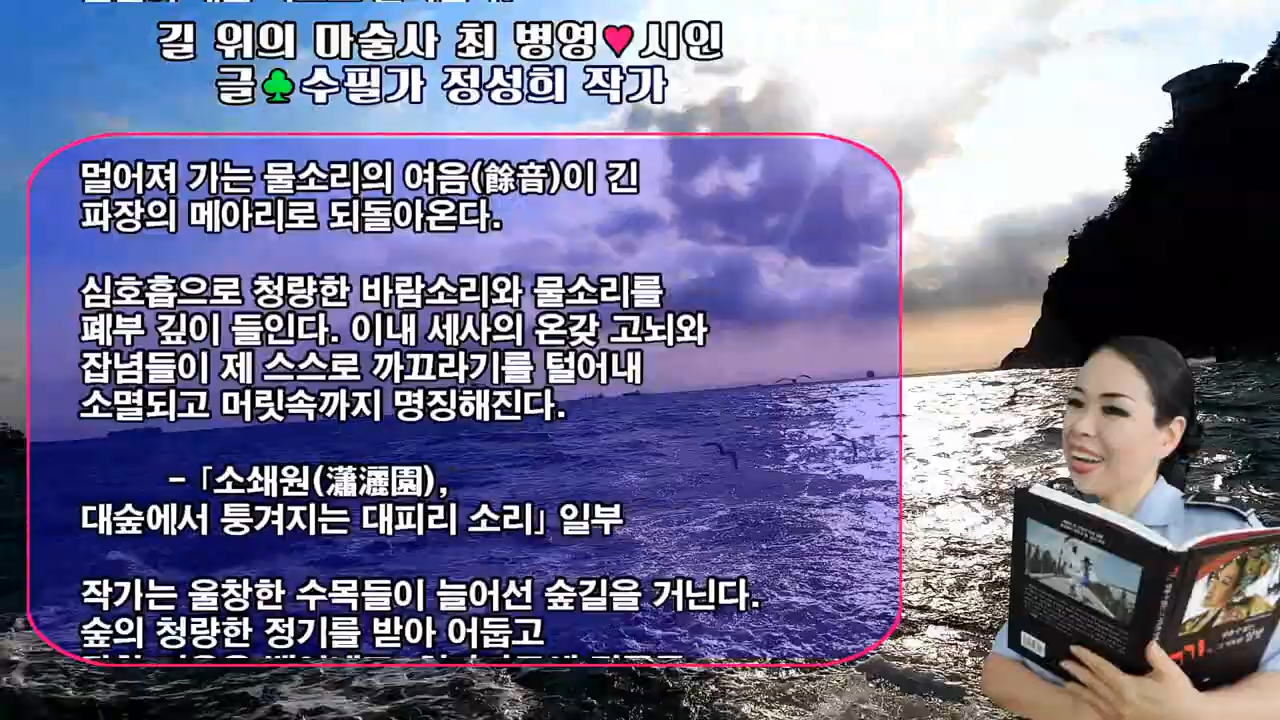 길 위의 마술사 최 병영♥시인
글♣수필가 정성희 작가
멀어져 가는 물소리의 여음(餘音)이 긴
파장의 메아리로 되돌아온다.
심호흡으로 청량한 바람소리와 물소리를
폐부 깊이 들인다. 이내 세사의 온갖 고뇌와
잡념들이 제 스스로 까끄라기를 털어내
소멸되고 머릿속까지 명징해진다.
- 「소쇄원(瀟灑園),
대숲에서 퉁겨지는 대피리 소리」 일부
작가는 울창한 수목들이 늘어선 숲길을 거닌다.
숲의 청량한 정기를 받아 어둡고